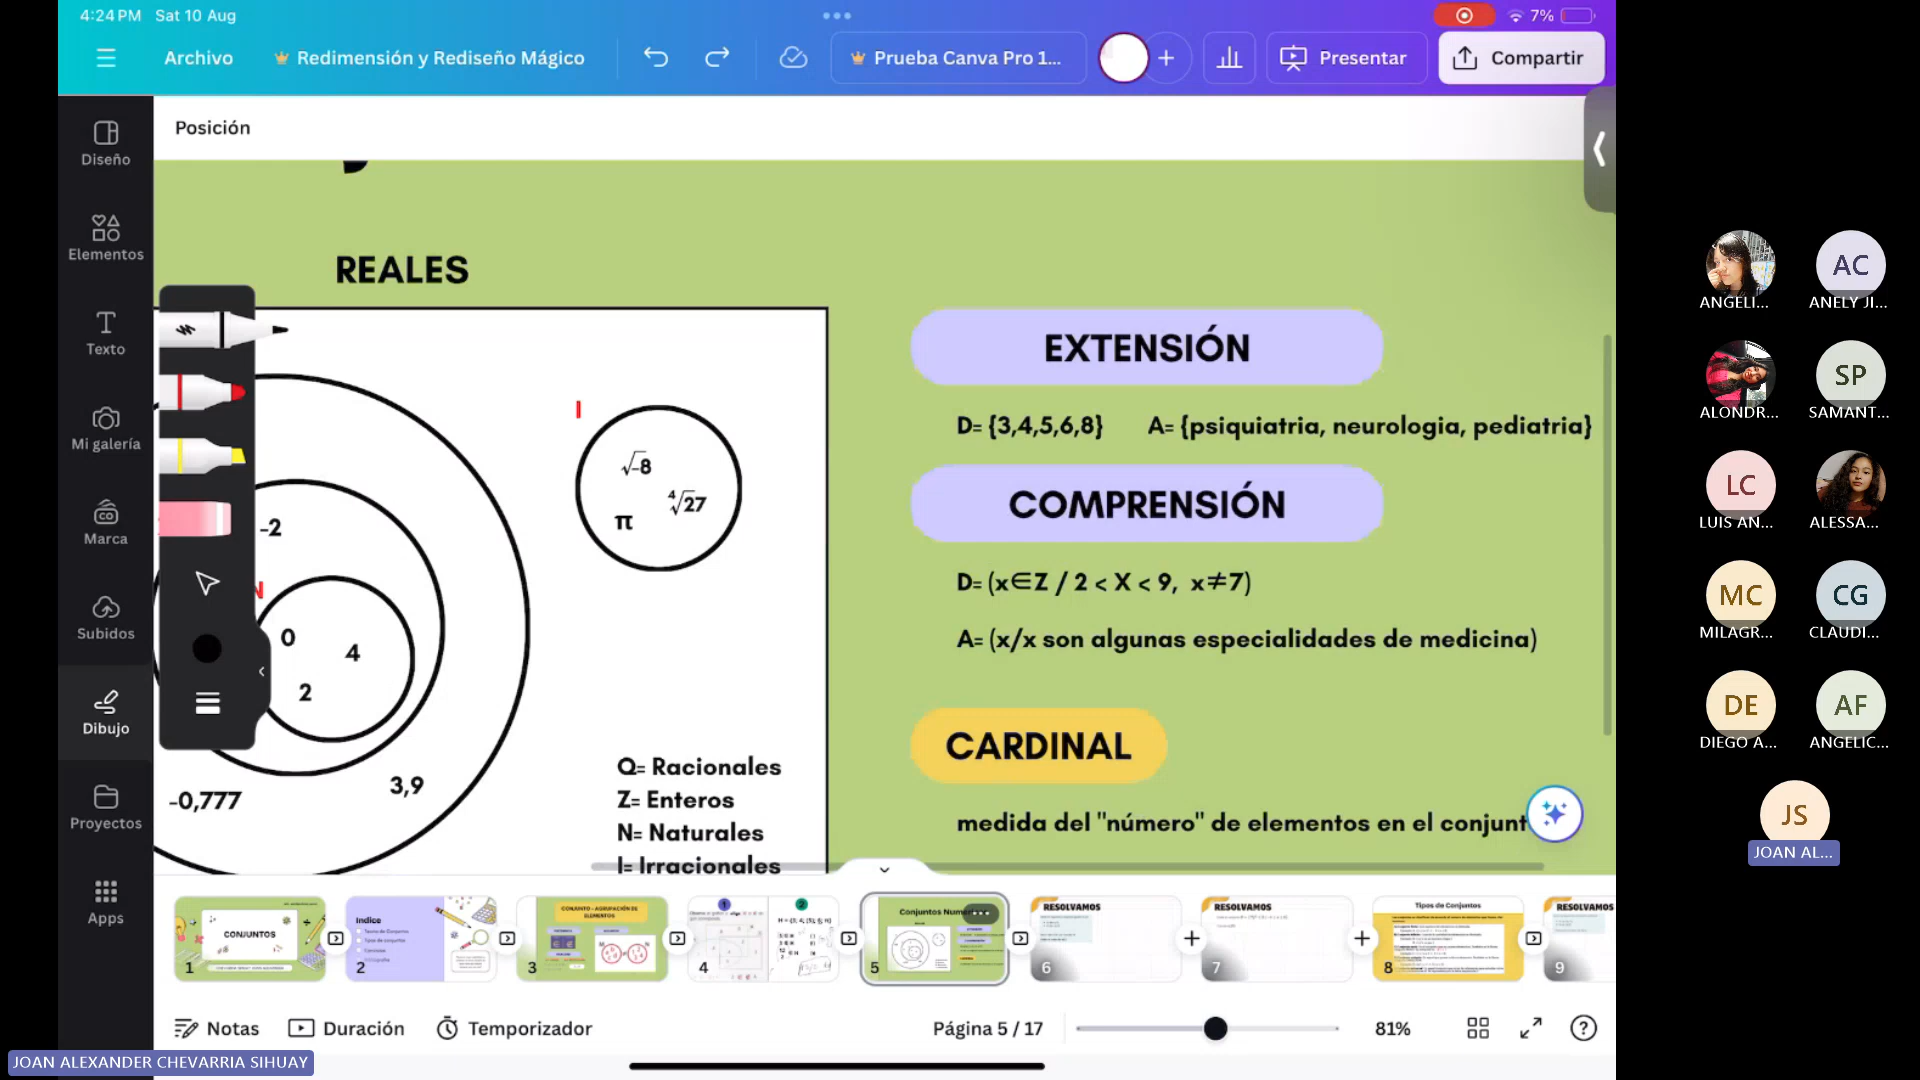 4:24 PM Sat 10 Aug
7%
Archivo
Redimensión y Rediseño Mágico
Prueba Canva Pro 1...
Presentar
Compartir
Posición
Diseño
Elementos
Texto
Mi galería
Marca
Subidos
Dibujo
Proyectos
Apps
REALES
I
√-8
∜27
π
-2
N
0
4
2
-0,777
3,9
Q= Racionales
Z= Enteros
N= Naturales
I= Irracionales
EXTENSIÓN
D= {3,4,5,6,8} A= {psiquiatria, neurologia, pediatria}
COMPRENSIÓN
D= (x∈Z / 2 < X < 9, x≠7)
A= (x/x son algunas especialidades de medicina)
CARDINAL
medida del "número" de elementos en el conjunt
CONJUNTOS
1
Indice
2
CONJUNTO - AGRUPACIÓN DE ELEMENTOS
3
4
Conjuntos Num
5
RESOLVAMOS
6
RESOLVAMOS
7
Tipos de Conjuntos
8
RESOLVAMOS
9
Notas
Duración
Temporizador
Página 5 / 17
81%
ANGELI...
AC
ANELY JI...
ALONDR...
SP
SAMANT...
LC
LUIS AN...
ALESSA...
MC
MILAGR...
CG
CLAUDI...
DE
DIEGO A...
AF
ANGELIC...
JS
JOAN AL...
JOAN ALEXANDER CHEVARRIA SIHUAY